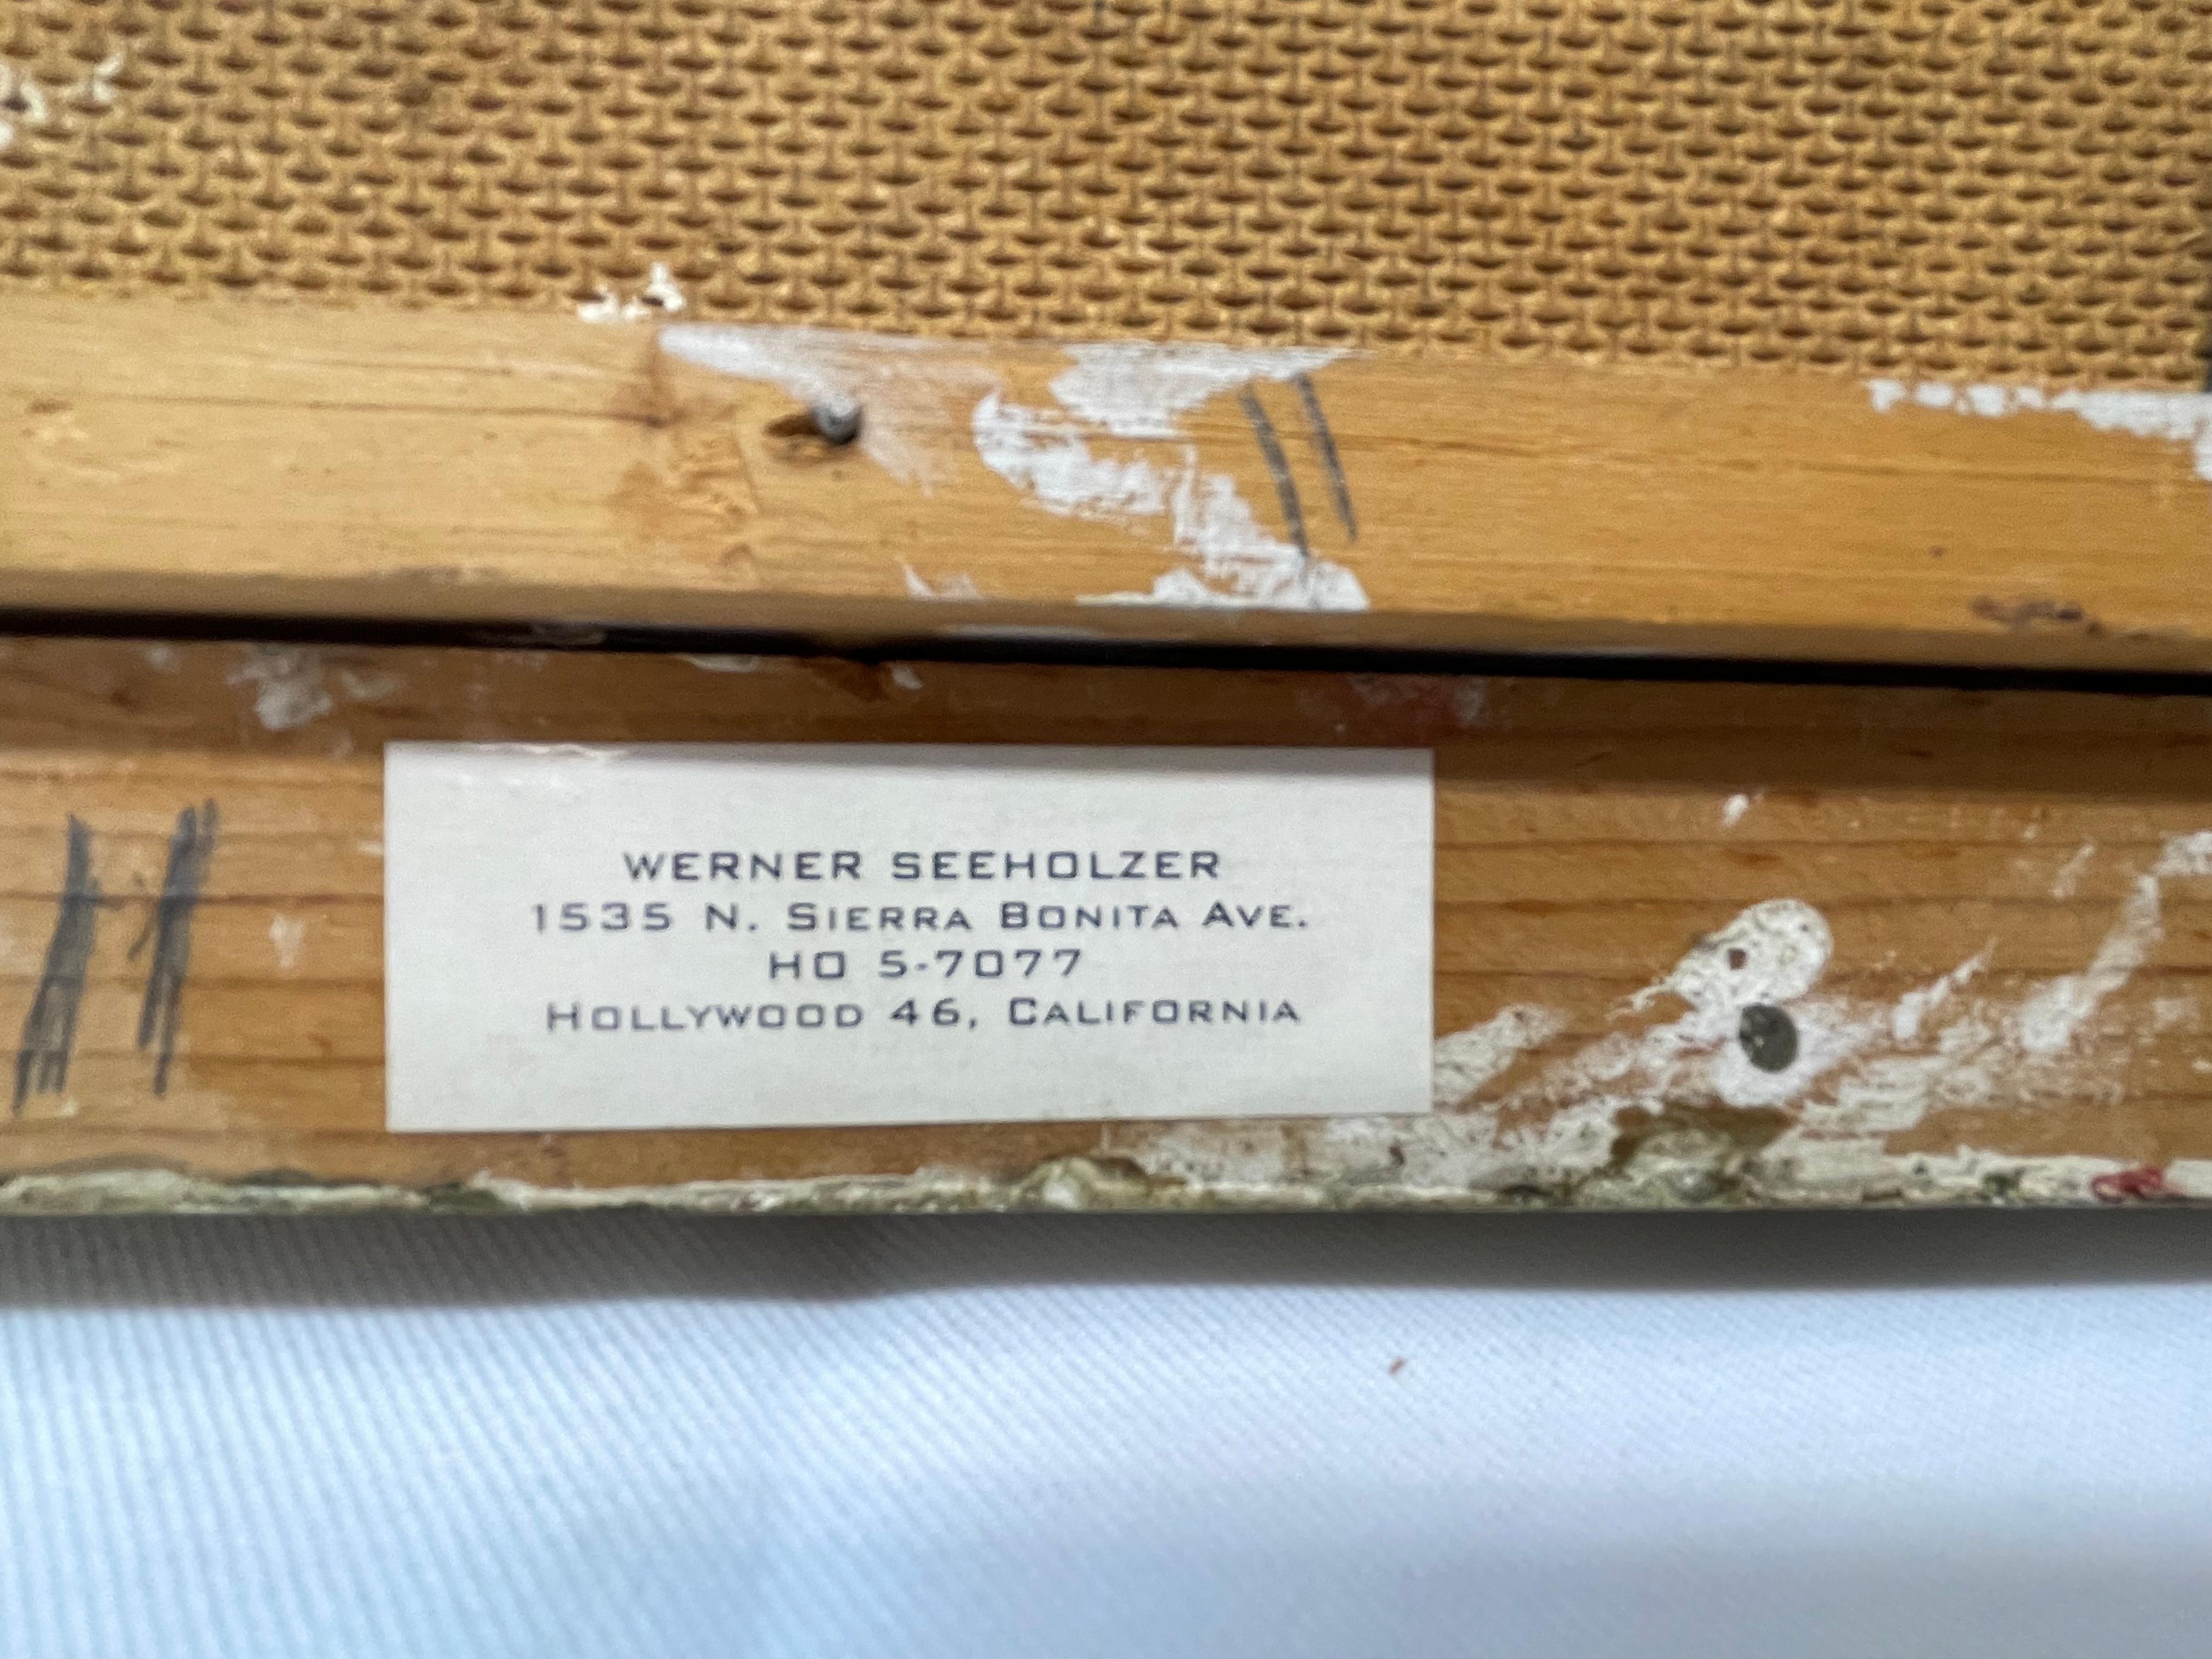 WERNER SEEHOLZER
1535 N. SIERRA BONITA AVE.
HO 5-7077
HOLLYWOOD 46, CALIFORNIA